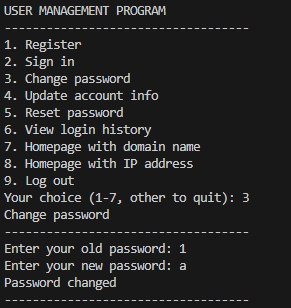 USER MANAGEMENT PROGRAM
-----------------------------------
1. Register
2. Sign in
3. Change password
4. Update account info
5. Reset password
6. View login history
7. Homepage with domain name
8. Homepage with IP address
9. Log out
Your choice (1-7, other to quit): 3
Change password
-----------------------------------
Enter your old password: 1
Enter your new password: a
Password changed
-----------------------------------